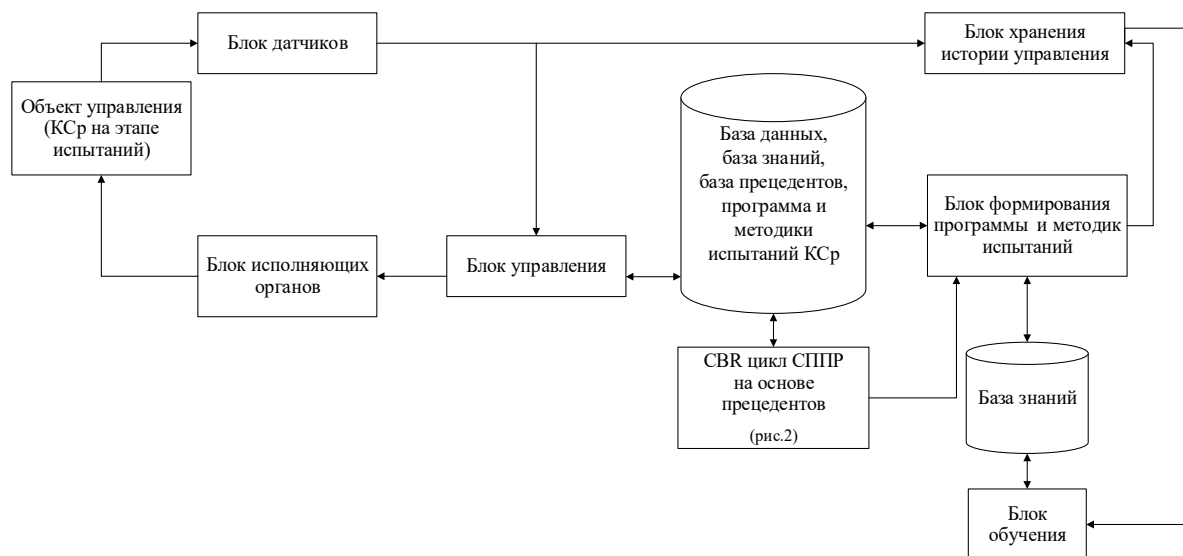 Блок датчиков
Блок хранения
истории управления
Объект управления
(КСр на этапе
испытаний)
База данных,
база знаний,
база прецедентов,
программа и
методики
испытаний КСр
Блок формирования
программы и методик
испытаний
Блок исполняющих
органов
Блок управления
CBR цикл СППР
на основе
прецедентов
(рис.2)
База знаний
Блок
обучения